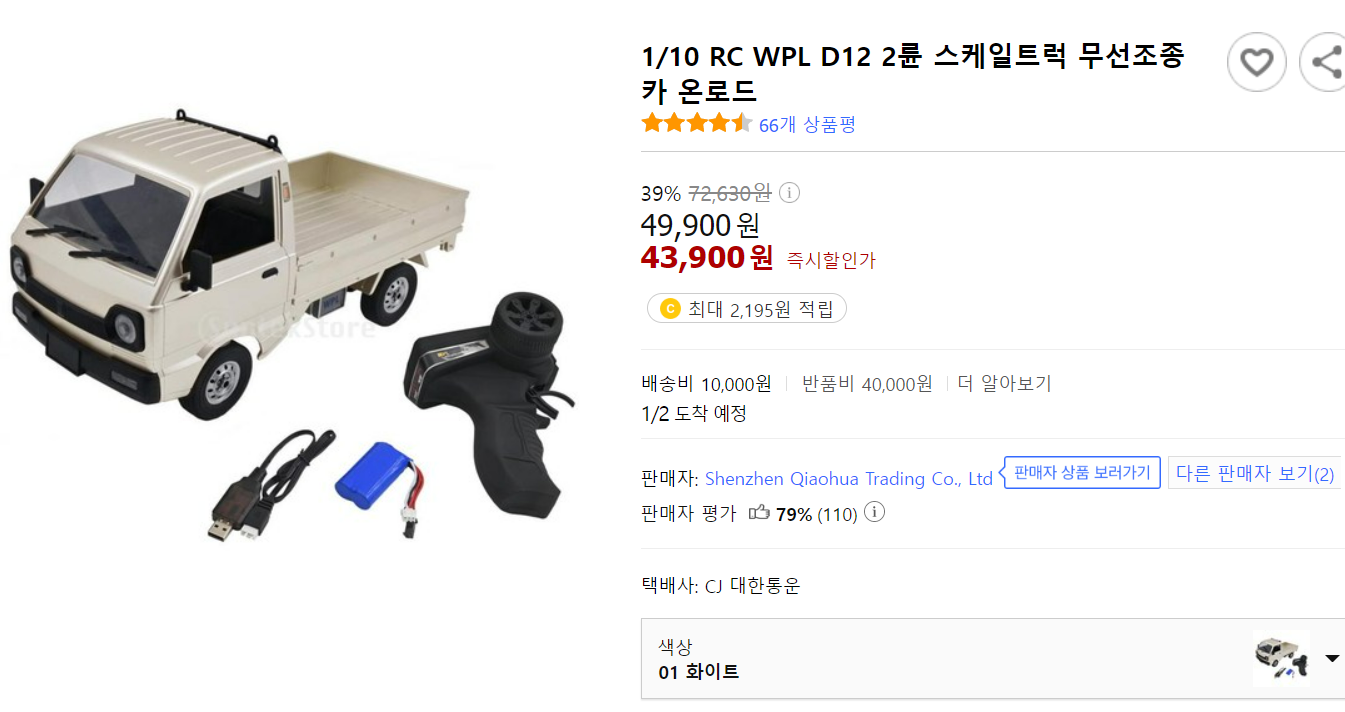 1/10 RC WPL D12 2륜 스케일트럭 무선조종
카 온로드
66개 상품평
39% 72,630원 i
49,900원
43,900원 즉시할인가
C 최대 2,195원 적립
배송비 10,000원 반품비 40,000원 더 알아보기
1/2 도착 예정
판매자: Shenzhen Qiaohua Trading Co., Ltd 판매자 상품 보러가기 다른 판매자 보기(2)
판매자 평가 79% (110) i
택배사: CJ 대한통운
색상
01 화이트
WPL